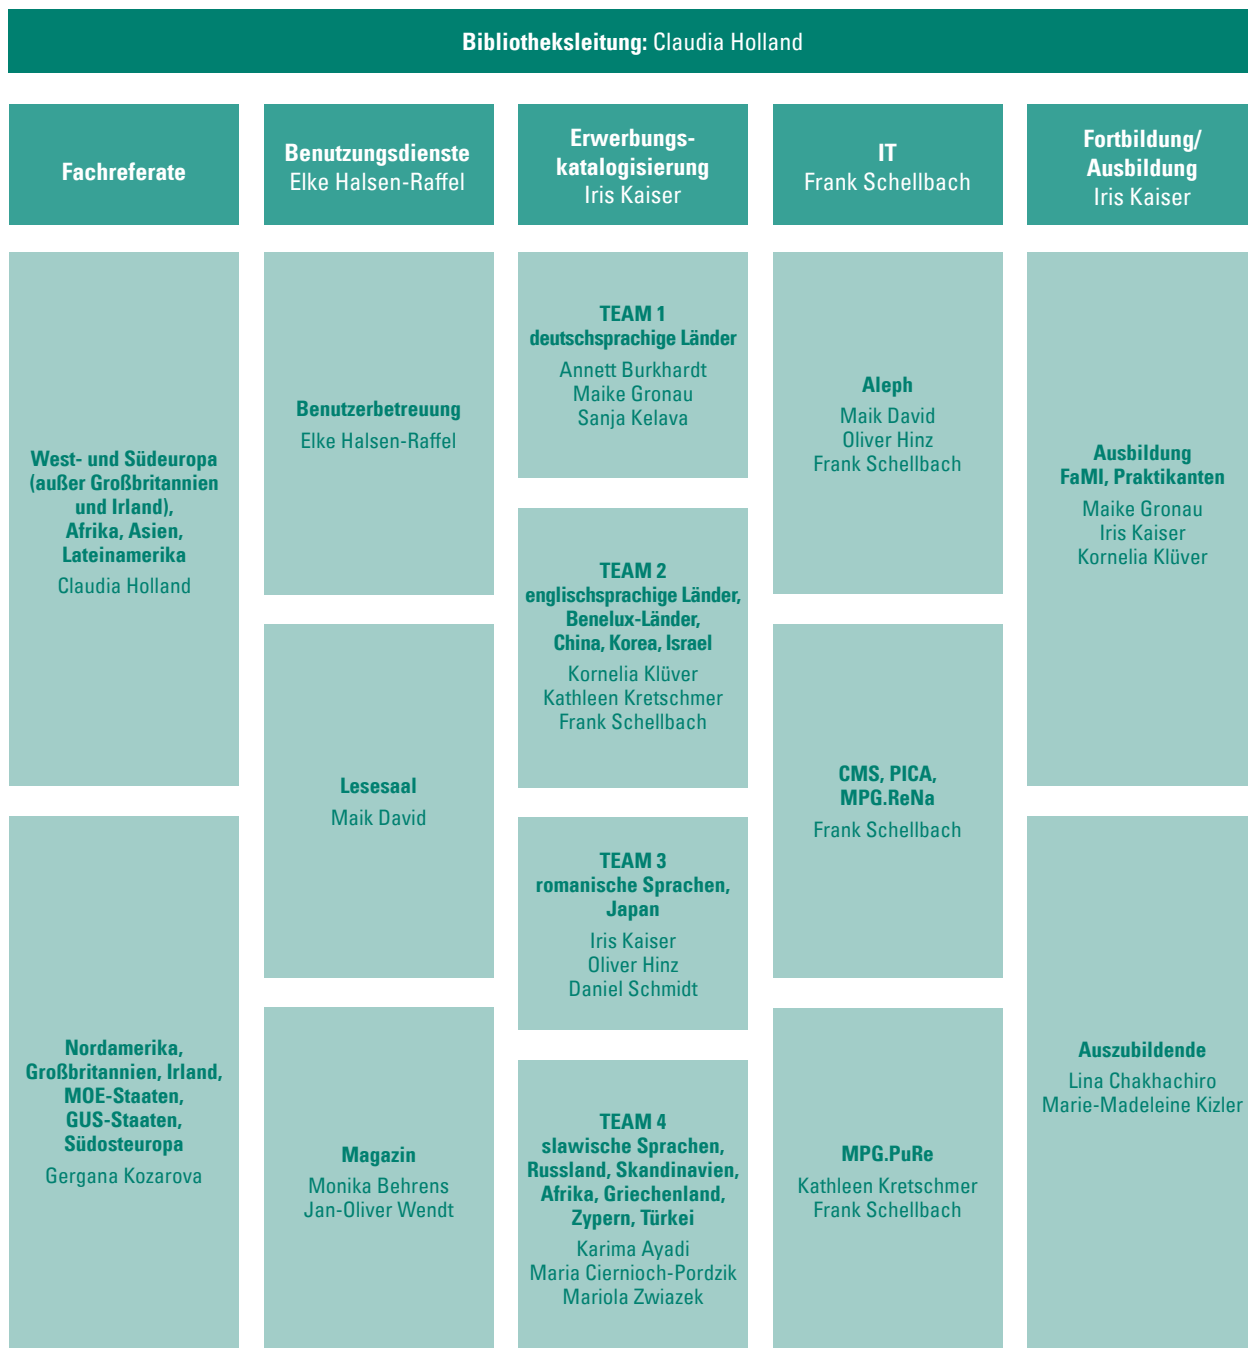 Bibliotheksleitung: Claudia Holland
Fachreferate
West- und Südeuropa
(außer Großbritannien
und Irland),
Afrika, Asien,
Lateinamerika
Claudia Holland
Nordamerika,
Großbritannien, Irland,
MOE-Staaten,
GUS-Staaten,
Südosteuropa
Gergana Kozarova
Benutzungsdienste
Elke Halsen-Raffel
Benutzerbetreuung
Elke Halsen-Raffel
Lesesaal
Maik David
Magazin
Monika Behrens
Jan-Oliver Wendt
Erwerbungs-
katalogisierung
Iris Kaiser
TEAM 1
deutschsprachige Länder
Annett Burkhardt
Maike Gronau
Sanja Kelava
TEAM 2
englischsprachige Länder,
Benelux-Länder,
China, Korea, Israel
Kornelia Klüver
Kathleen Kretschmer
Frank Schellbach
TEAM 3
romanische Sprachen,
Japan
Iris Kaiser
Oliver Hinz
Daniel Schmidt
TEAM 4
slawische Sprachen,
Russland, Skandinavien,
Afrika, Griechenland,
Zypern, Türkei
Karima Ayadi
Maria Ciernioch-Pordzik
Mariola Zwiazek
IT
Frank Schellbach
Aleph
Maik David
Oliver Hinz
Frank Schellbach
CMS, PICA,
MPG.ReNa
Frank Schellbach
MPG.PuRe
Kathleen Kretschmer
Frank Schellbach
Fortbildung/
Ausbildung
Iris Kaiser
Ausbildung
FaMI, Praktikanten
Maike Gronau
Iris Kaiser
Kornelia Klüver
Auszubildende
Lina Chakhachiro
Marie-Madeleine Kizler